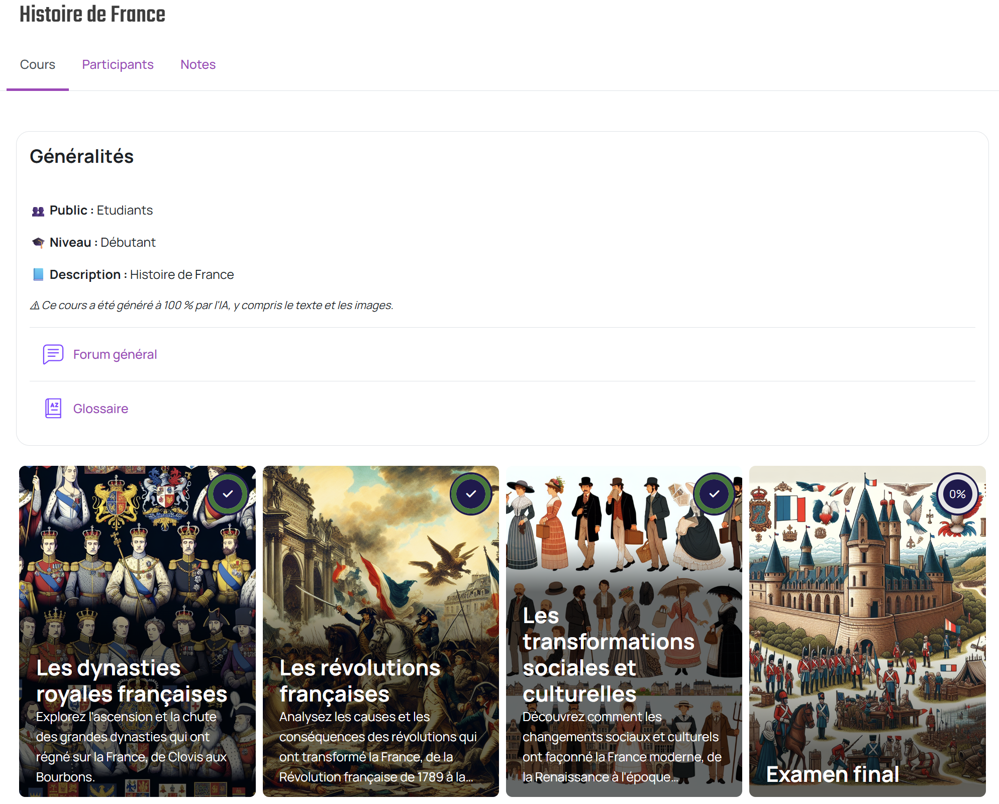 Histoire de France
Cours Participants Notes
Généralités
Public : Etudiants
Niveau : Débutant
Description : Histoire de France
⚠ Ce cours a été généré à 100 % par l'IA, y compris le texte et les images.
Forum général
AZ
Glossaire
Les dynasties
royales françaises
Explorez l'ascension et la chute
des grandes dynasties qui ont
régné sur la France, de Clovis aux
Bourbons.
Les révolutions
françaises
Analysez les causes et les
conséquences des révolutions qui
ont transformé la France, de la
Révolution française de 1789 à la...
Les
transformations
sociales et
culturelles
Découvrez comment les
changements sociaux et culturels
ont façonné la France moderne, de
la Renaissance à l'époque...
0%
Examen final